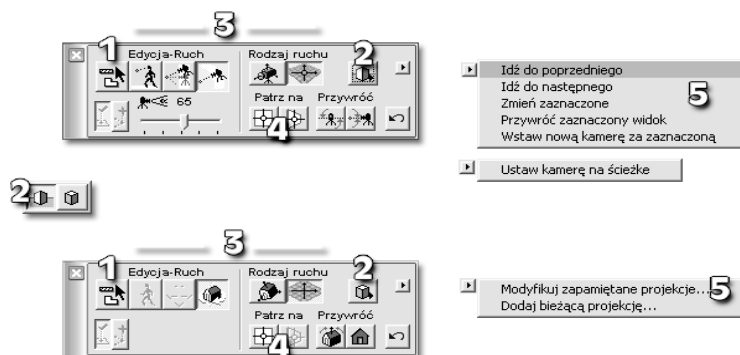 3
1 Edycja-Ruch Rodzaj ruchu 2
65
Patrz na Przywróć
4
Idź do poprzedniego
Idź do następnego
Zmień zaznaczone
Przywróć zaznaczony widok
Wstaw nową kamerę za zaznaczoną
5
Ustaw kamerę na ścieżke
2
3
1 Edycja-Ruch Rodzaj ruchu 2
Patrz na Przywróć
4
Modyfikuj zapamiętane projekcje...
Dodaj bieżącą projekcję...
5